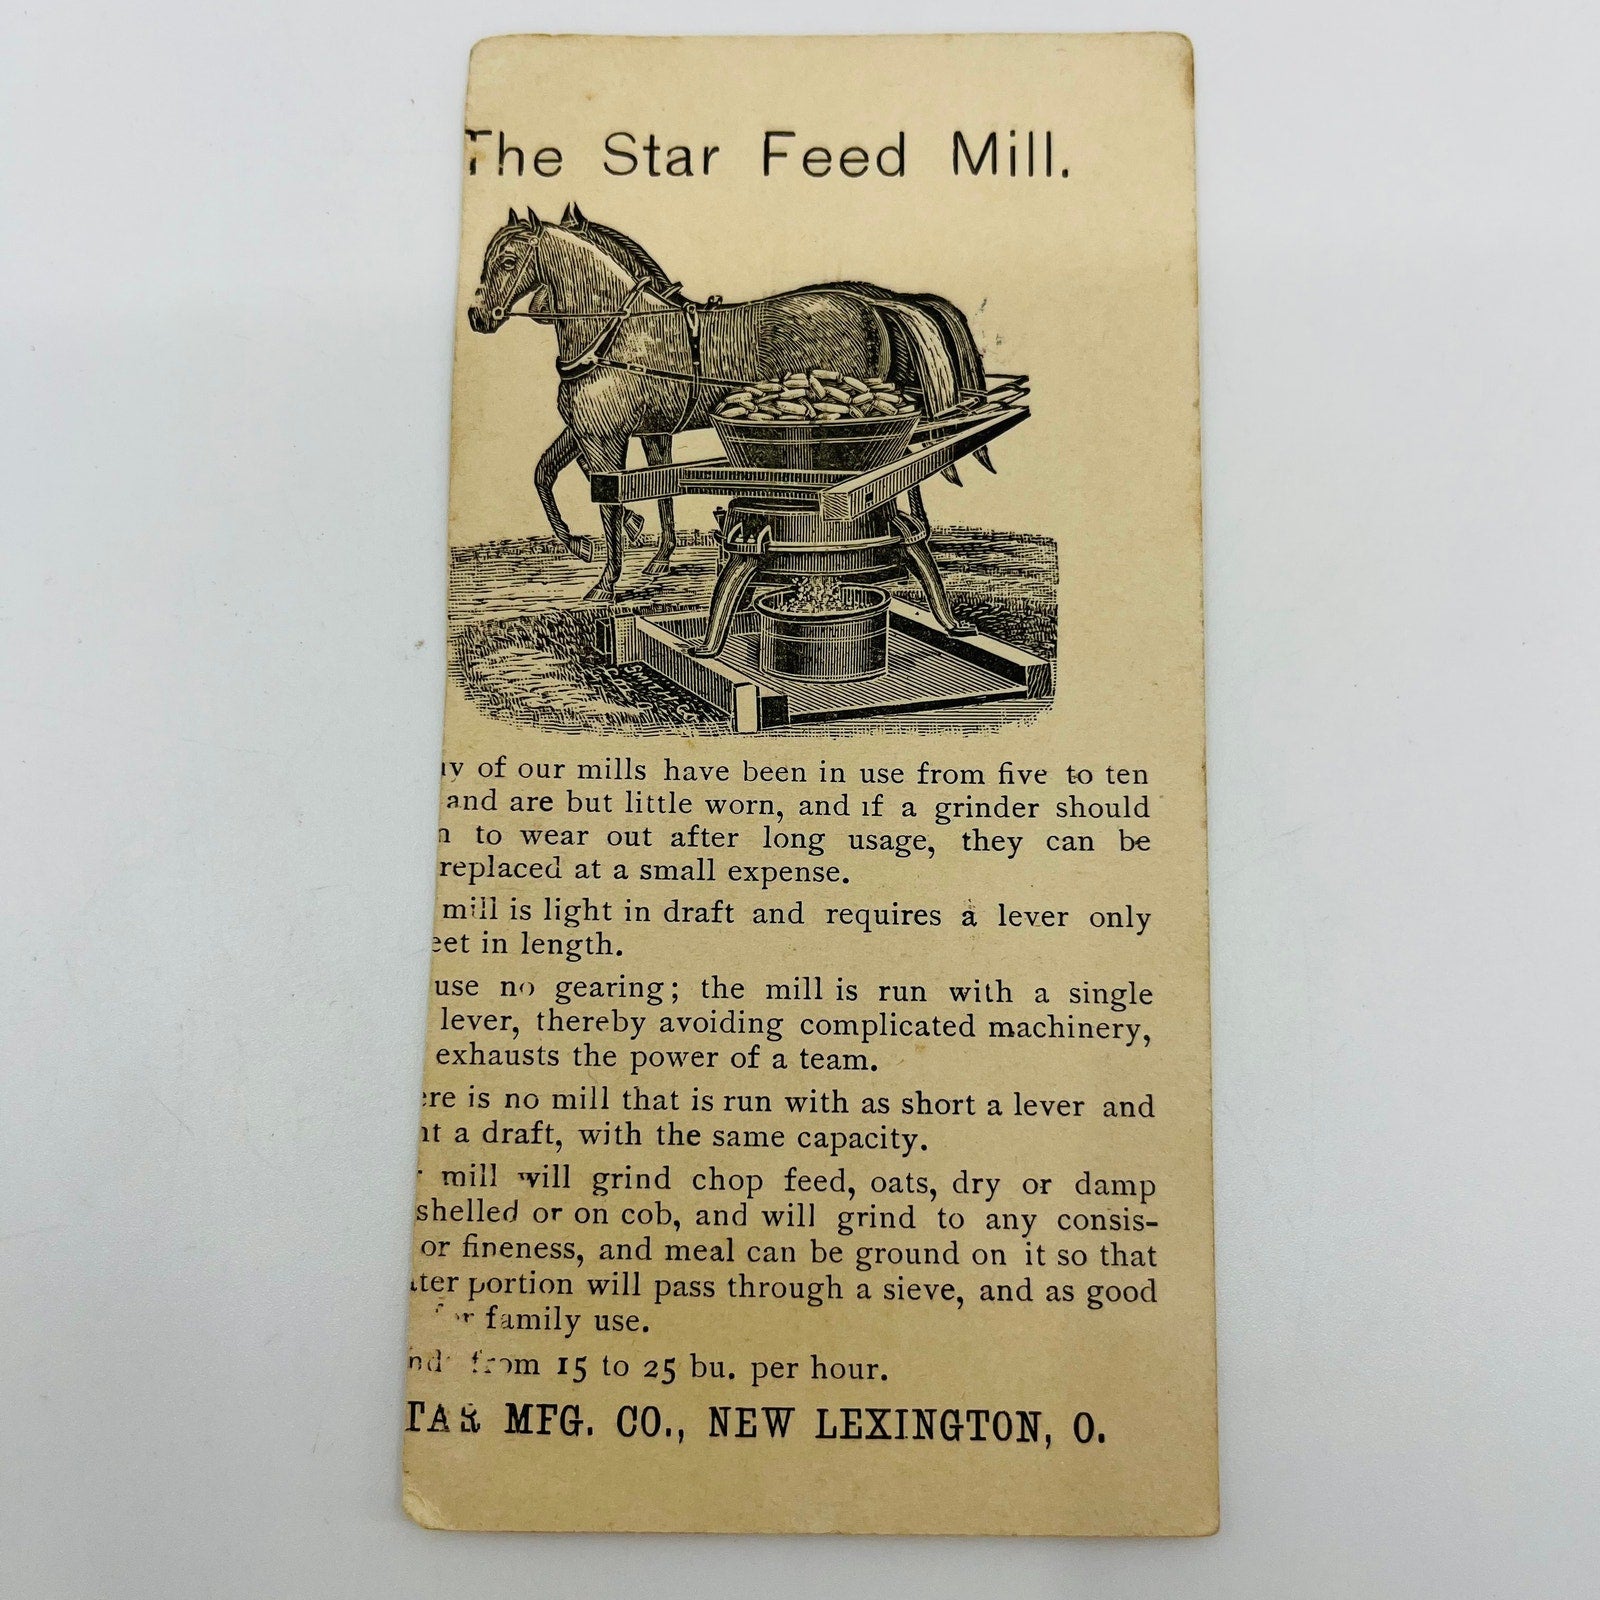 The Star Feed Mill.
of our mills have been in use from five to ten
and are but little worn, and if a grinder should
to wear out after long usage, they can be
replaced at a small expense.
mill is light in draft and requires a lever only
in length.
use no gearing; the mill is run with a single
lever, thereby avoiding complicated machinery,
exhausts the power of a team.
is no mill that is run with as short a lever and
a draft, with the same capacity.
mill will grind chop feed, oats, dry or damp
shelled or on cob, and will grind to any consis-
or fineness, and meal can be ground on it so that
portion will pass through a sieve, and as good
for family use.
from 15 to 25 bu. per hour.
TAR MFG. CO., NEW LEXINGTON, O.